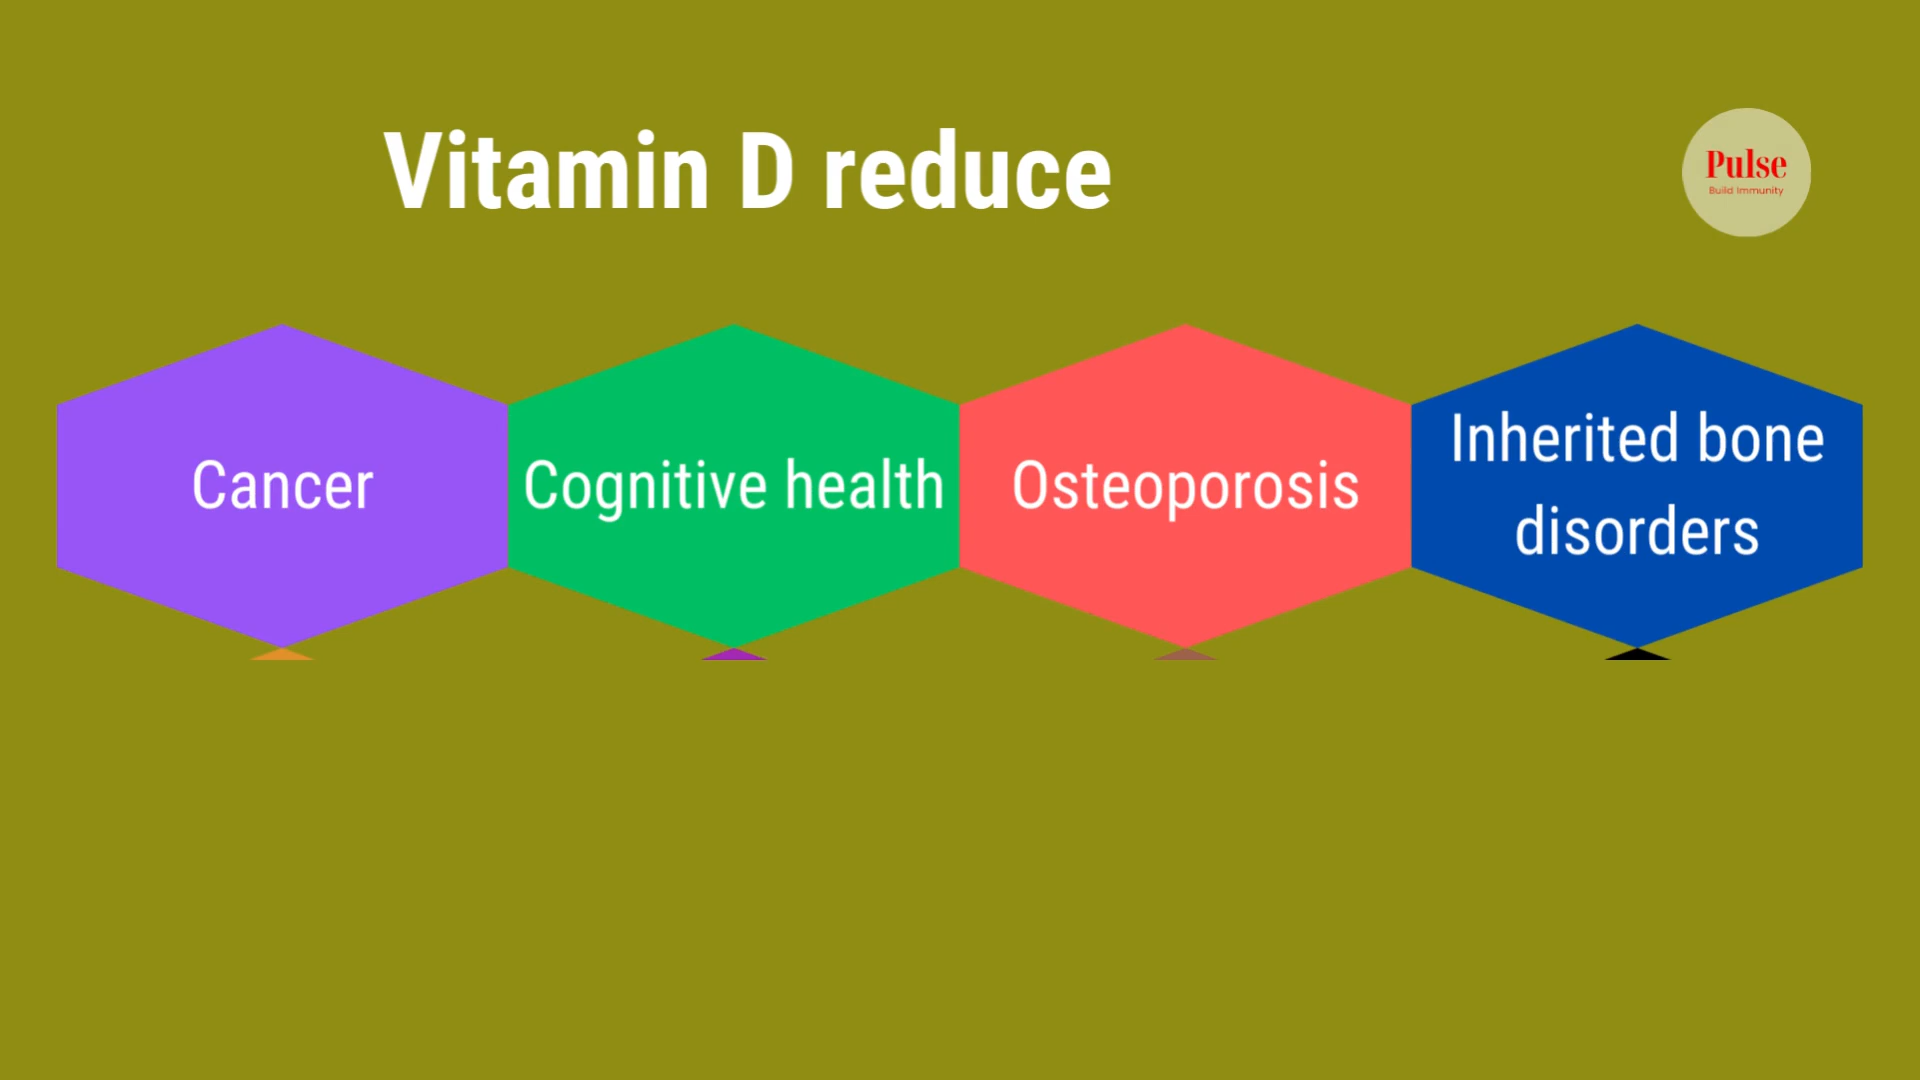 Vitamin D reduce
Pulse
Build Immunity
Cancer
Cognitive health
Osteoporosis
Inherited bone
disorders